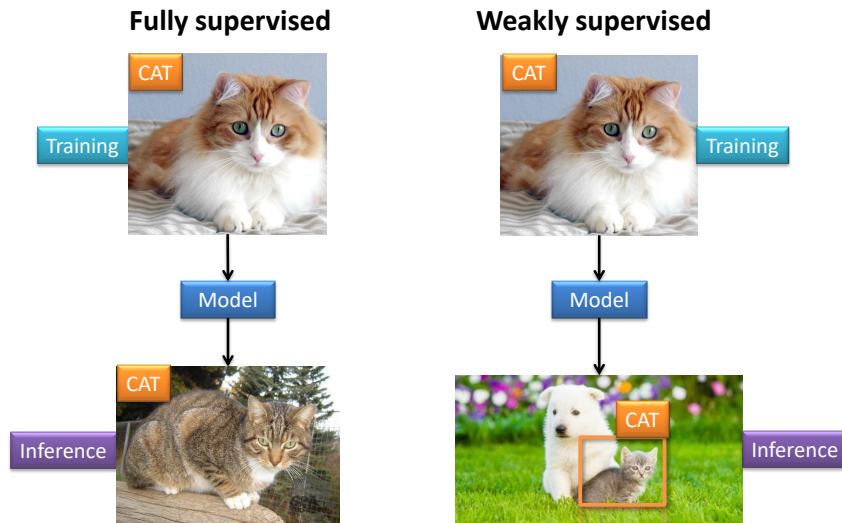 Fully supervised
Weakly supervised
CAT
CAT
Training
Training
Model
Model
CAT
CAT
Inference
Inference